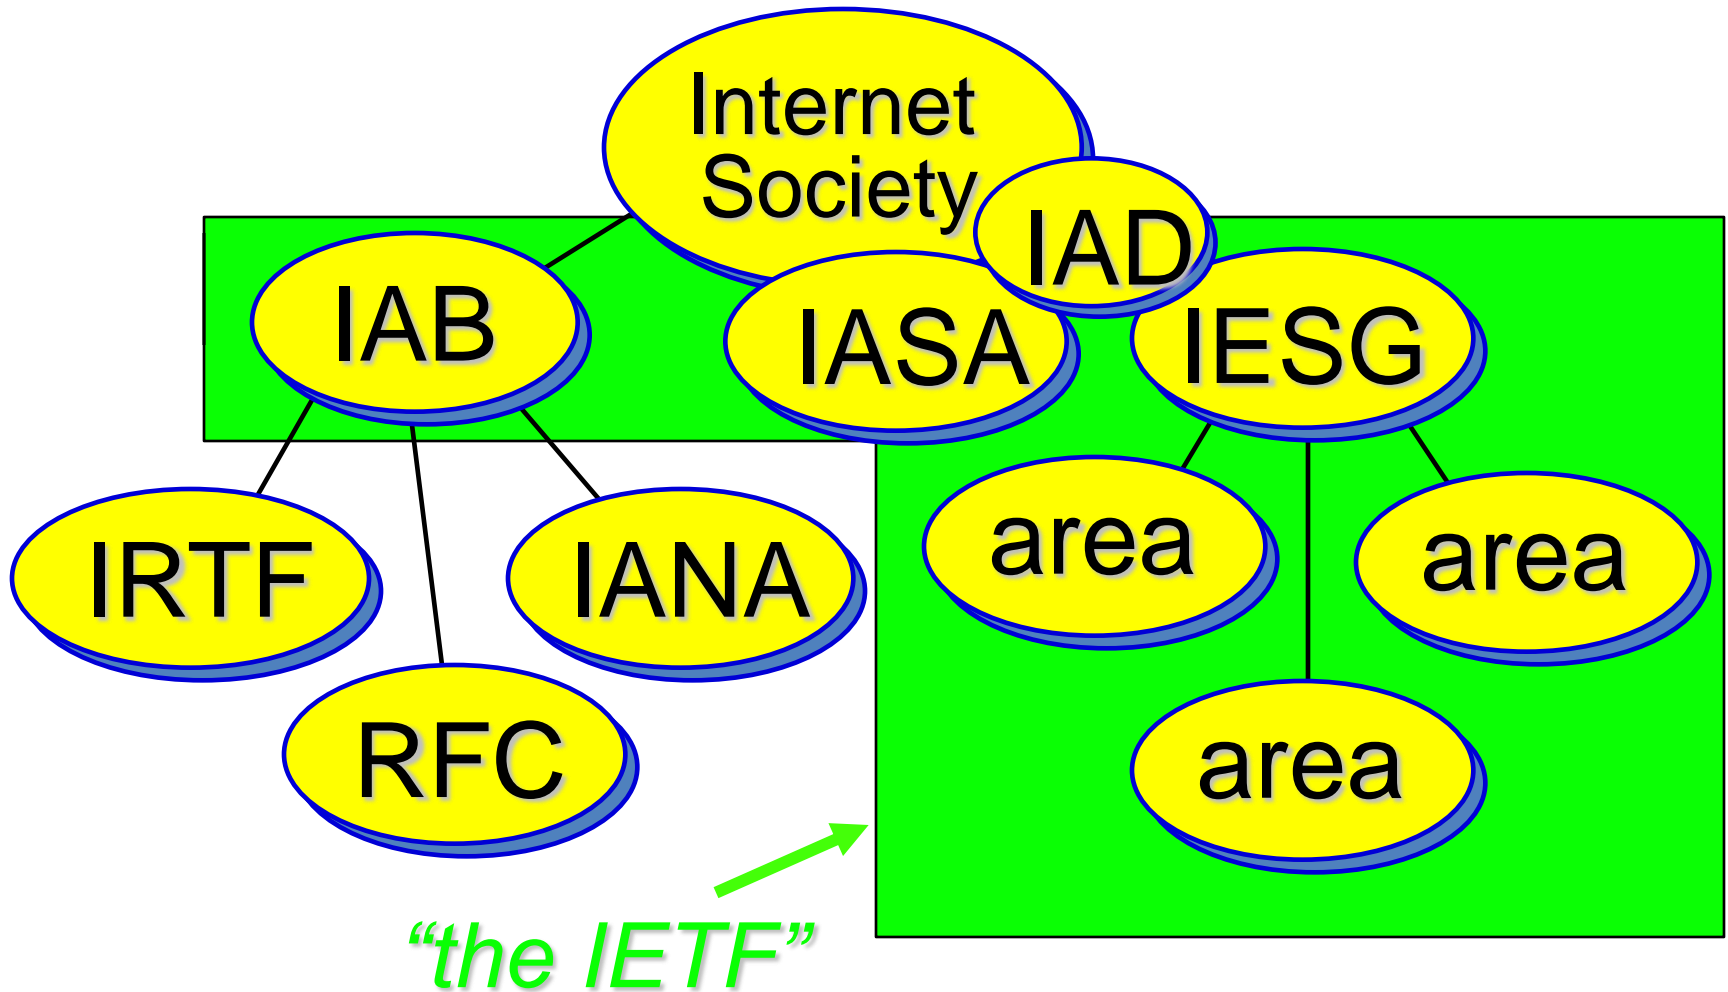 Internet
Society
IAD
IAB
IASA
IESG
IRTF
IANA
area
area
RFC
area
“the IETF”